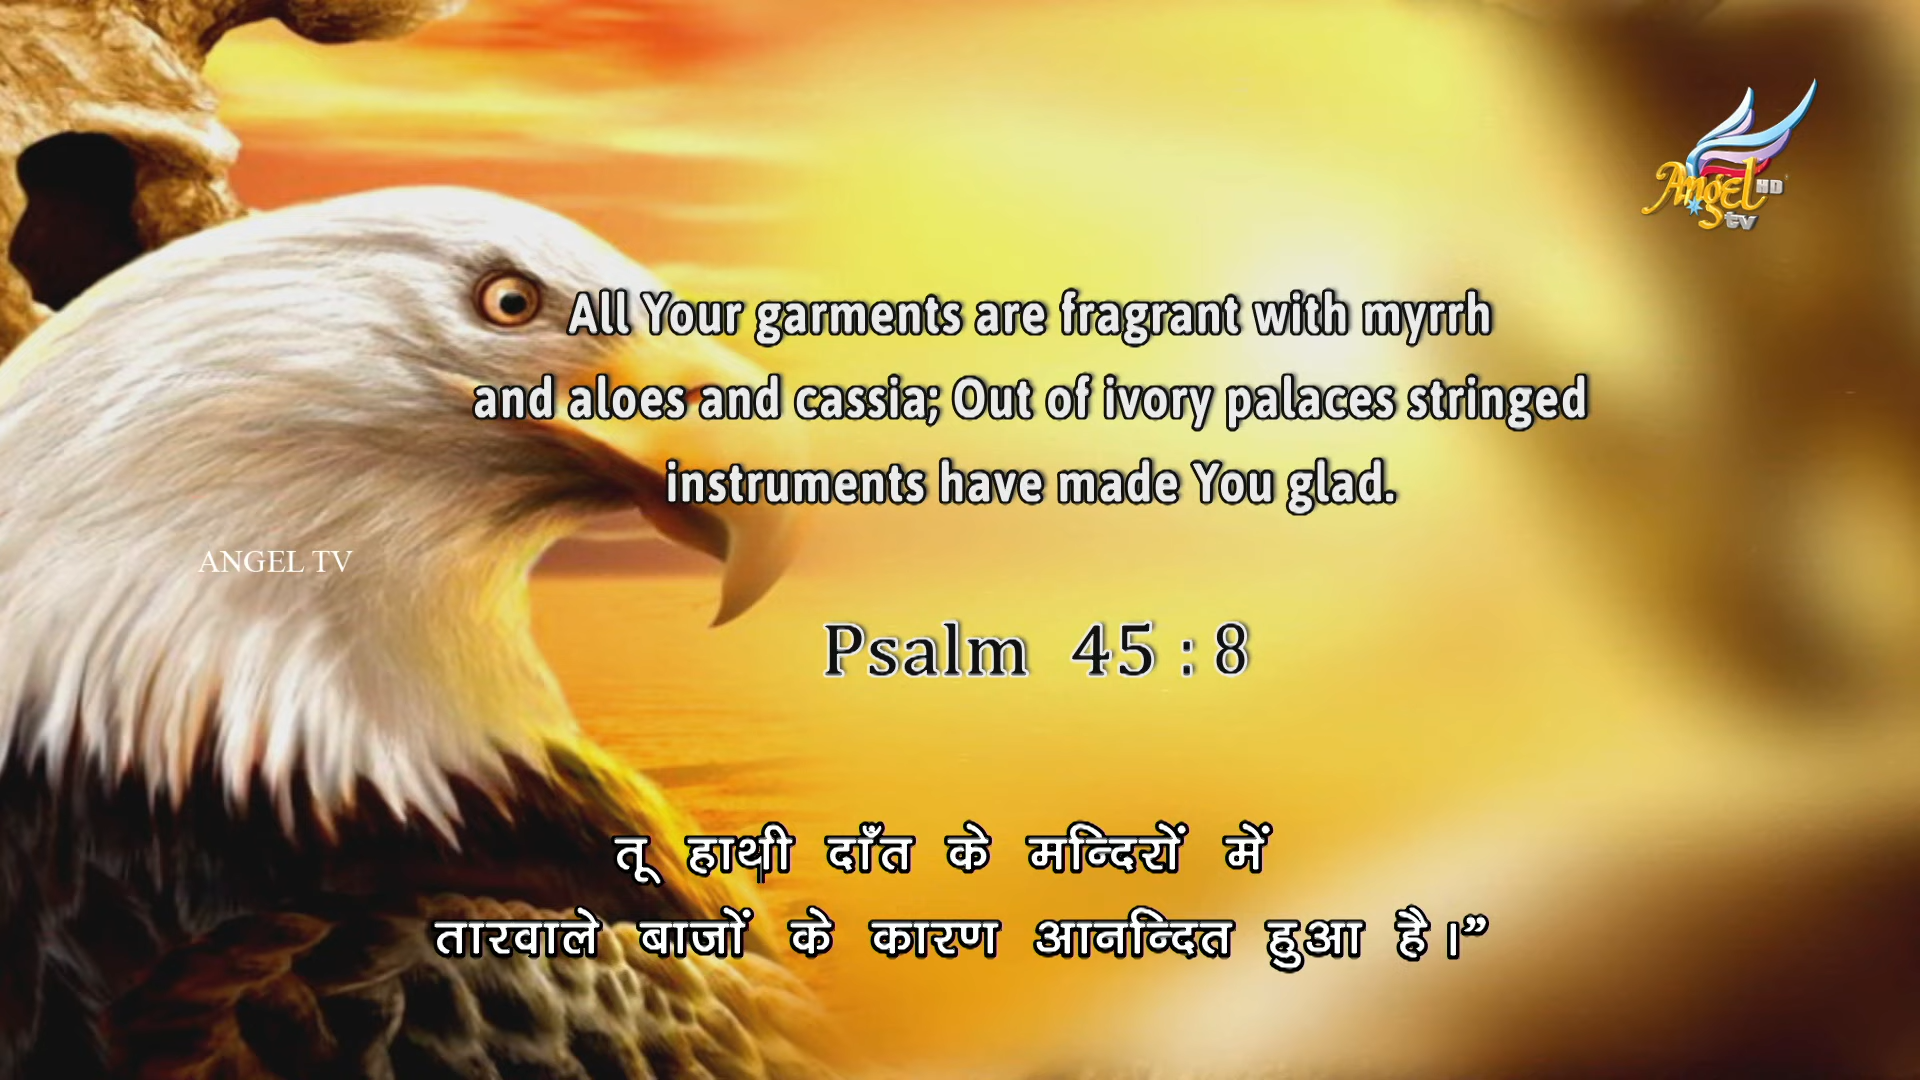 Angel HD
tv
All Your garments are fragrant with myrrh
and aloes and cassia; Out of ivory palaces stringed
instruments have made You glad.
ANGEL TV
Psalm 45 : 8
तू हाथी दाँत के मन्दिरों में
तारवाले बाजों के कारण आनन्दित हुआ है।”